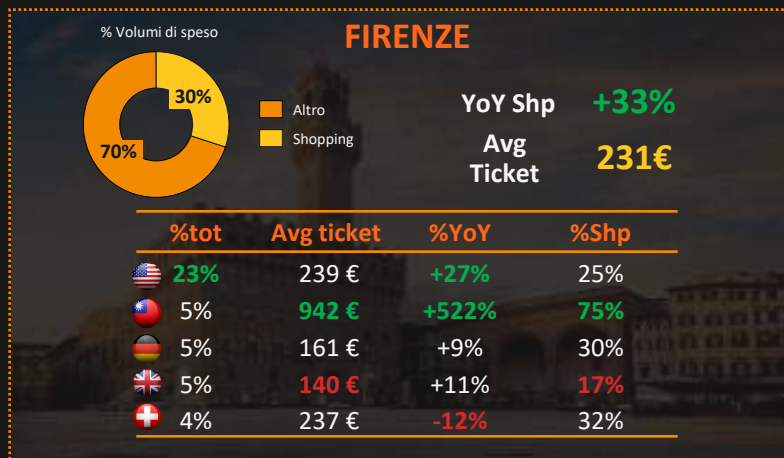 FIRENZE
% Volumi di speso
30%
70%
Altro
Shopping
YoY Shp +33%
Avg
Ticket 231€
%tot Avg ticket %YoY %Shp
23% 239 € +27% 25%
5% 942 € +522% 75%
5% 161 € +9% 30%
5% 140 € +11% 17%
4% 237 € -12% 32%